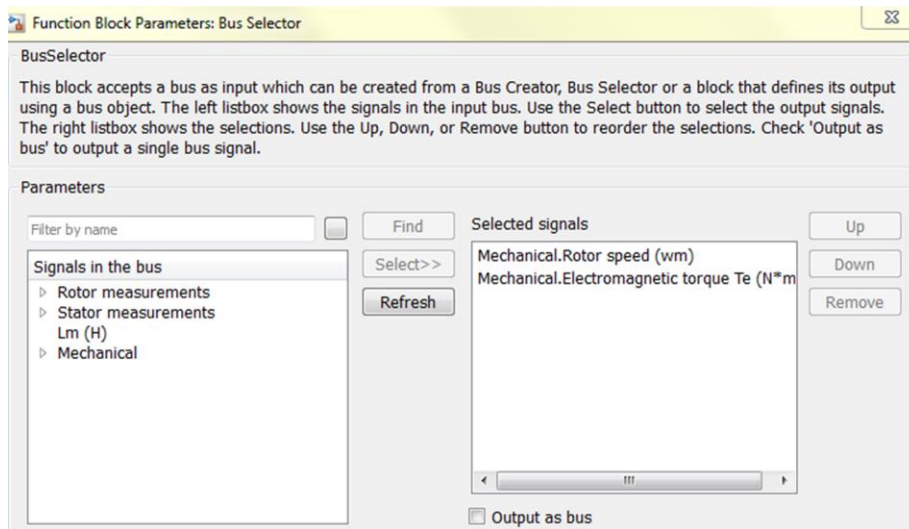 Function Block Parameters: Bus Selector
BusSelector
This block accepts a bus as input which can be created from a Bus Creator, Bus Selector or a block that defines its output
using a bus object. The left listbox shows the signals in the input bus. Use the Select button to select the output signals.
The right listbox shows the selections. Use the Up, Down, or Remove button to reorder the selections. Check 'Output as
bus' to output a single bus signal.
Parameters
Filter by name
Find
Selected signals
Up
Signals in the bus
Select>>
Mechanical.Rotor speed (wm)
Down
Rotor measurements
Refresh
Mechanical.Electromagnetic torque Te (N*m
Remove
Stator measurements
Lm (H)
Mechanical
Output as bus